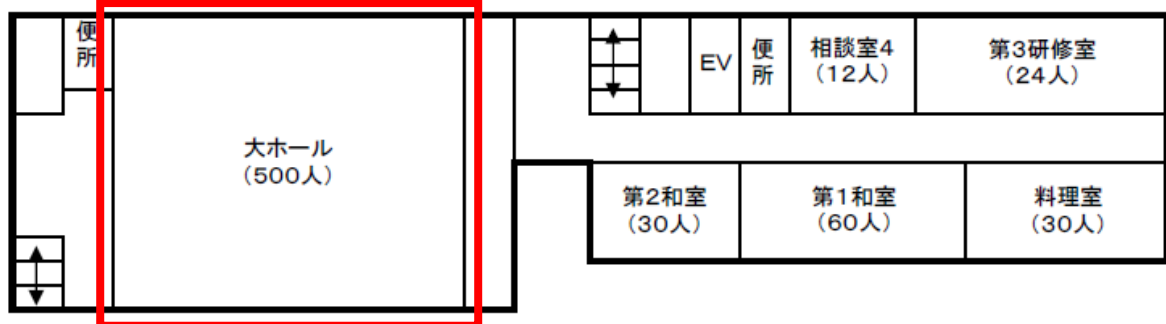 便
所
大ホール
（500人）
EV
便
所
相談室4
（12人）
第3研修室
（24人）
第2和室
（30人）
第1和室
（60人）
料理室
（30人）